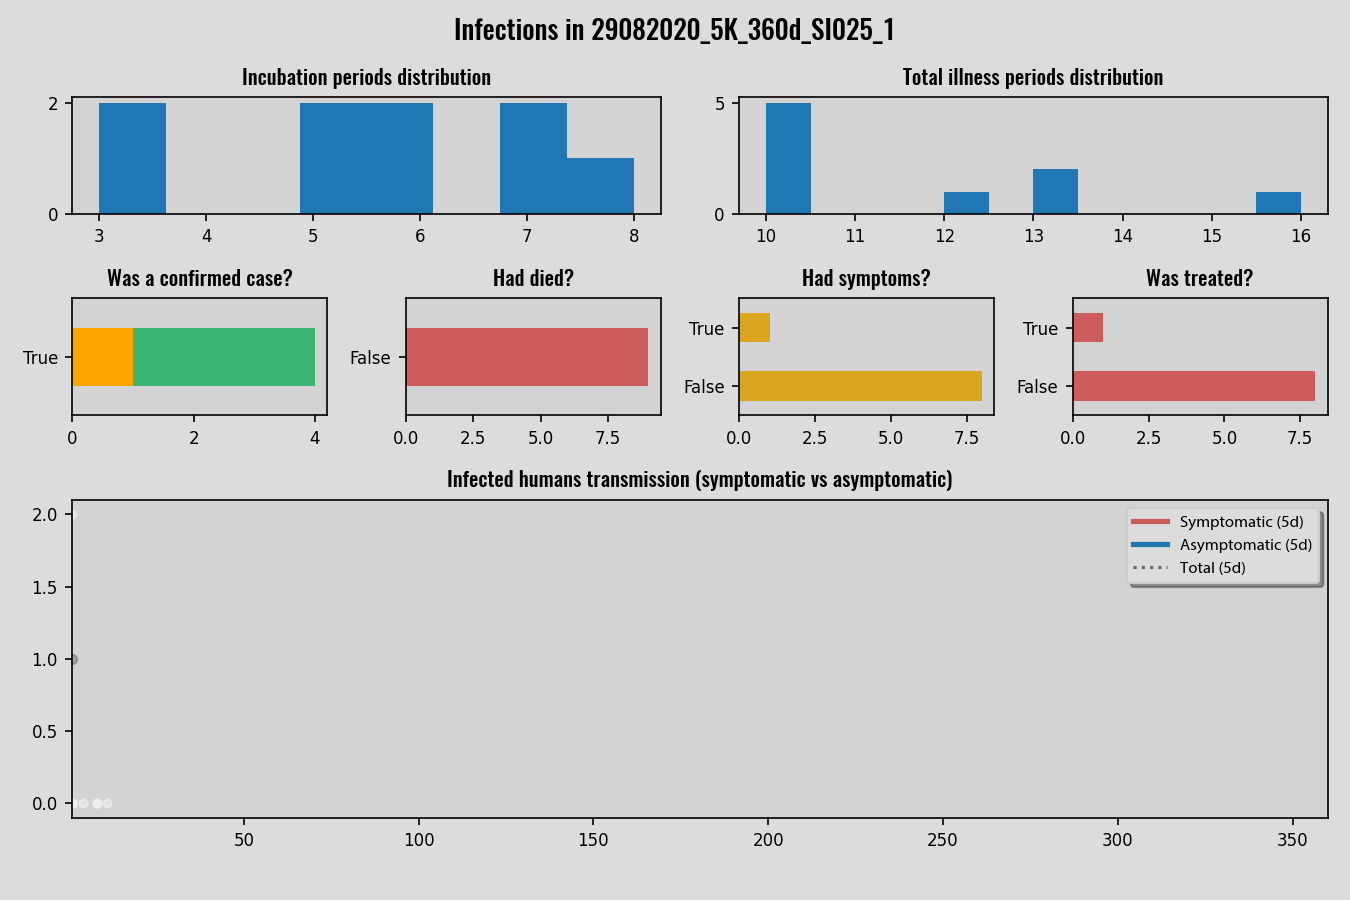 Infections in 29082020_5K_360d_SI025_1
Incubation periods distribution
Total illness periods distribution
2
0
3 4 5 6 7 8
5
0
10 11 12 13 14 15 16
Was a confirmed case?
Had died?
Had symptoms?
Was treated?
True
0 2 4
False
0.0 2.5 5.0 7.5
True
False
0.0 2.5 5.0 7.5
True
False
0.0 2.5 5.0 7.5
Infected humans transmission (symptomatic vs asymptomatic)
2.0
1.5
1.0
0.5
0.0
Symptomatic (5d)
Asymptomatic (5d)
Total (5d)
50 100 150 200 250 300 350